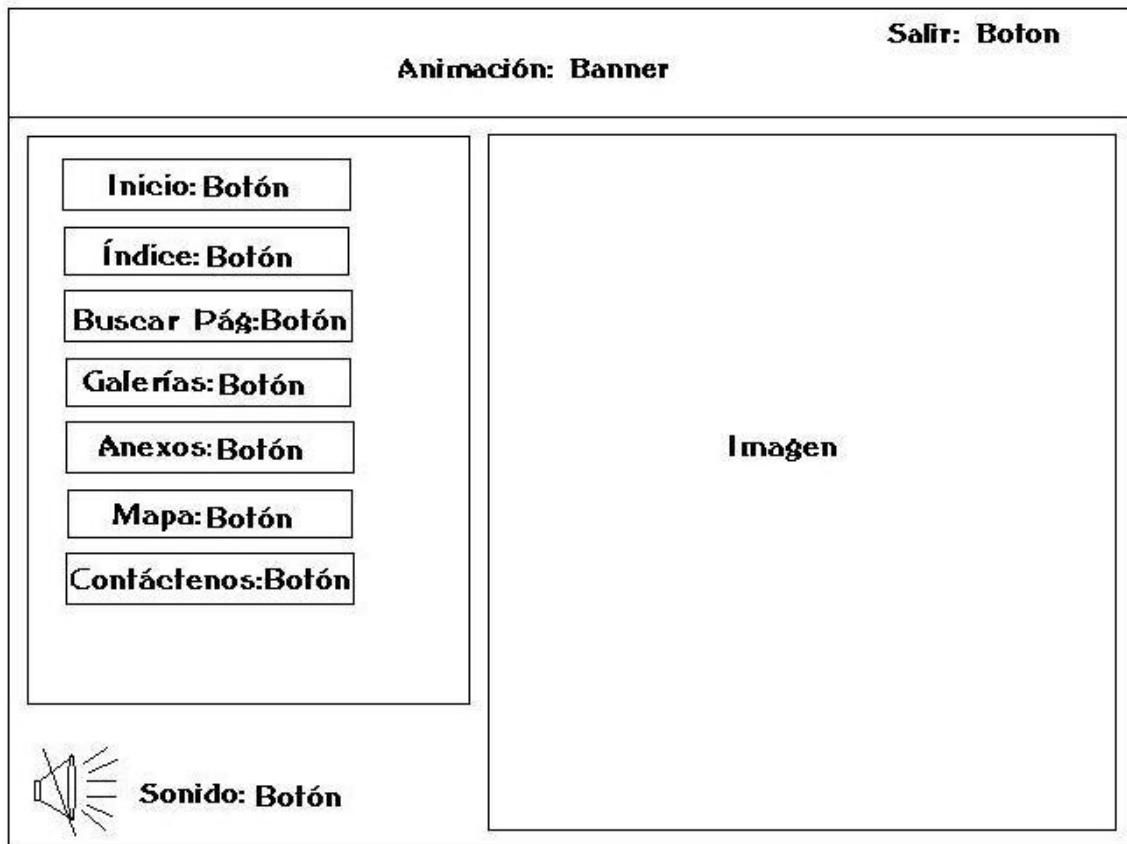 Salir: Boton
Animación: Banner
Inicio: Botón
Índice: Botón
Buscar Pág:Botón
Galerías: Botón
Anexos: Botón
Mapa: Botón
Contáctenos:Botón
Imagen
Sonido: Botón